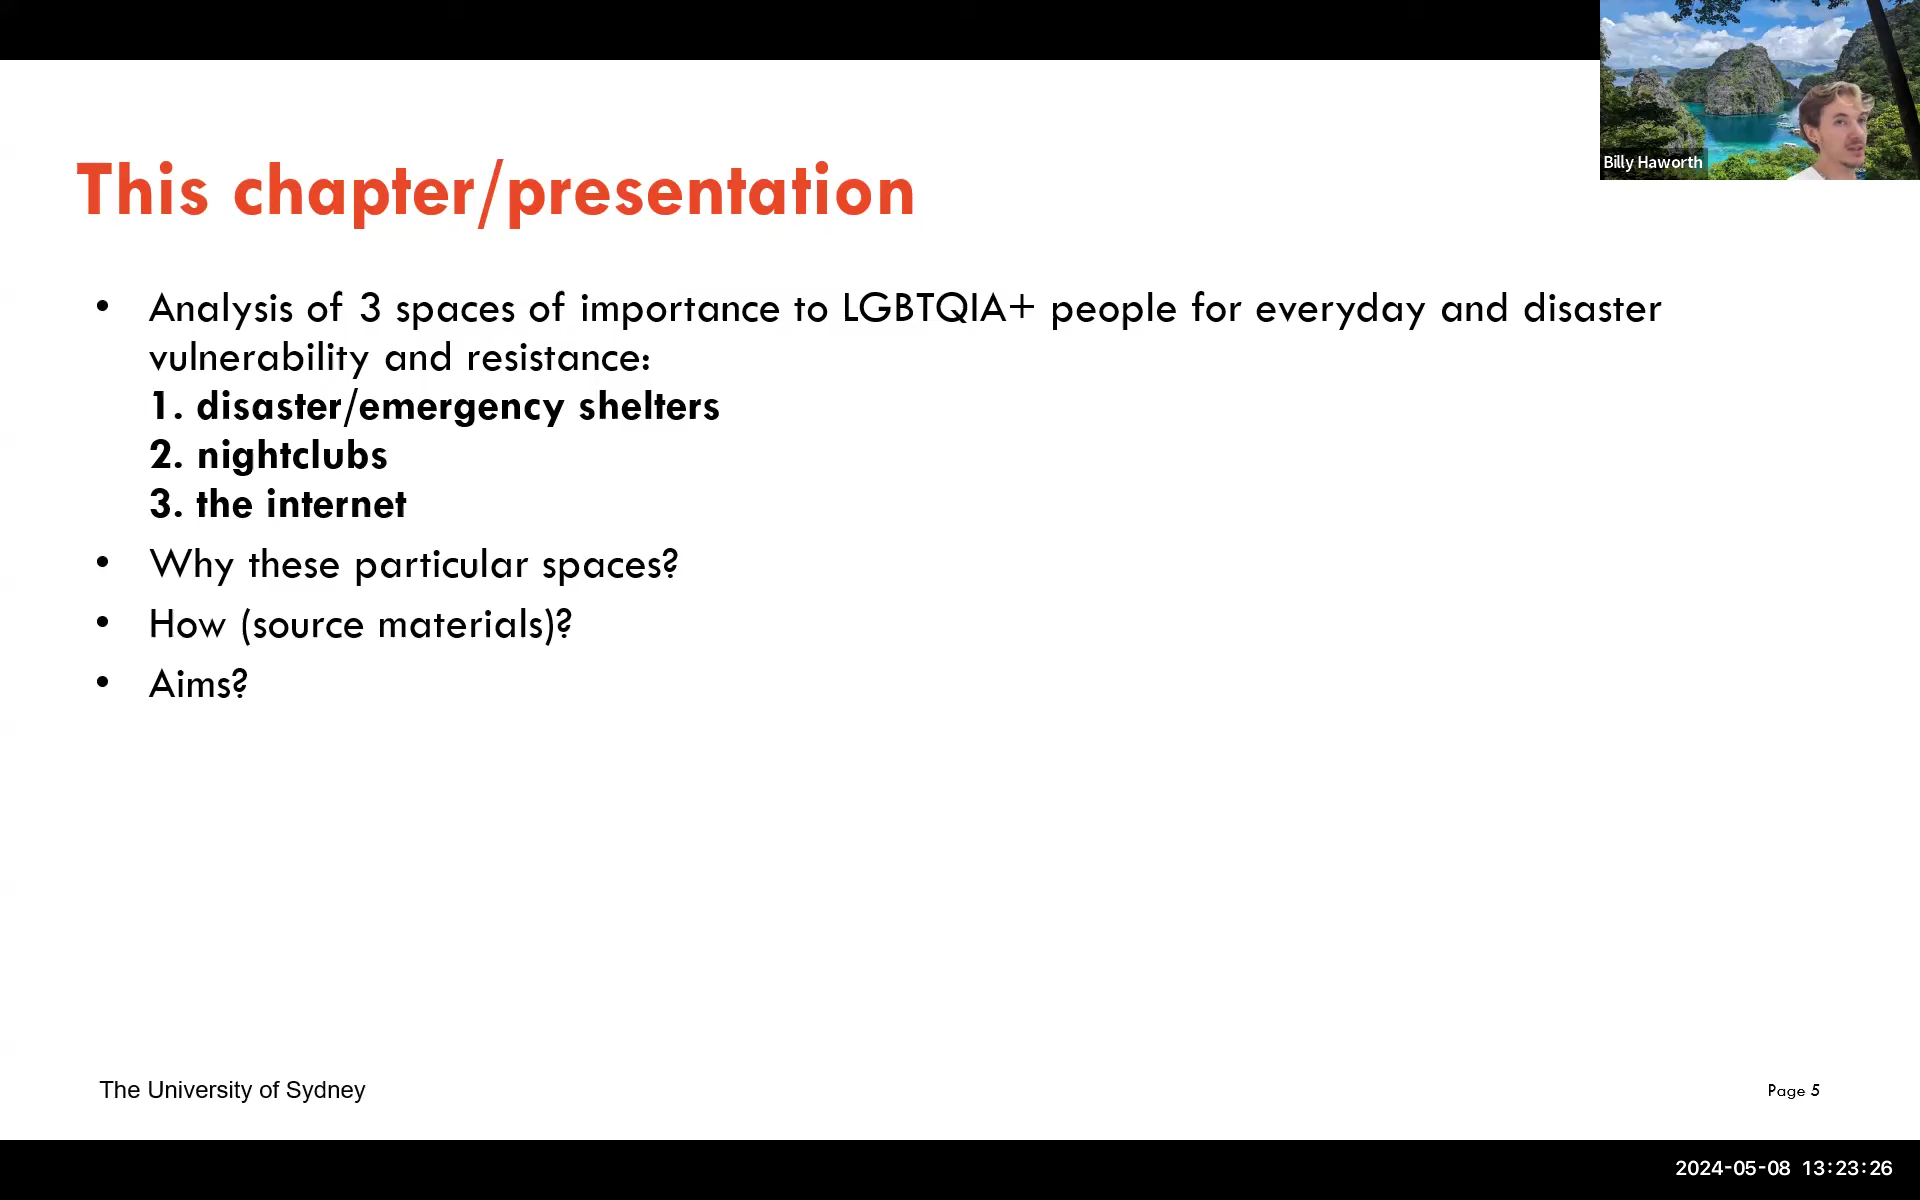 Billy Haworth
This chapter/presentation
• Analysis of 3 spaces of importance to LGBTQIA+ people for everyday and disaster
vulnerability and resistance:
1. disaster/emergency shelters
2. nightclubs
3. the internet
• Why these particular spaces?
• How (source materials)?
• Aims?
The University of Sydney
Page 5
2024-05-08 13:23:26